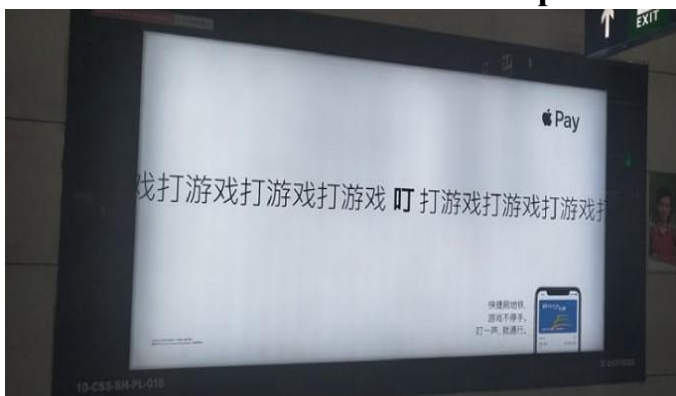 EXIT
Pay
戏打游戏打游戏打游戏 叮 打游戏打游戏打游戏打
快捷刷地铁,
游戏不停手。
叮一声, 就通行。
10-CSS-SH-PL-010